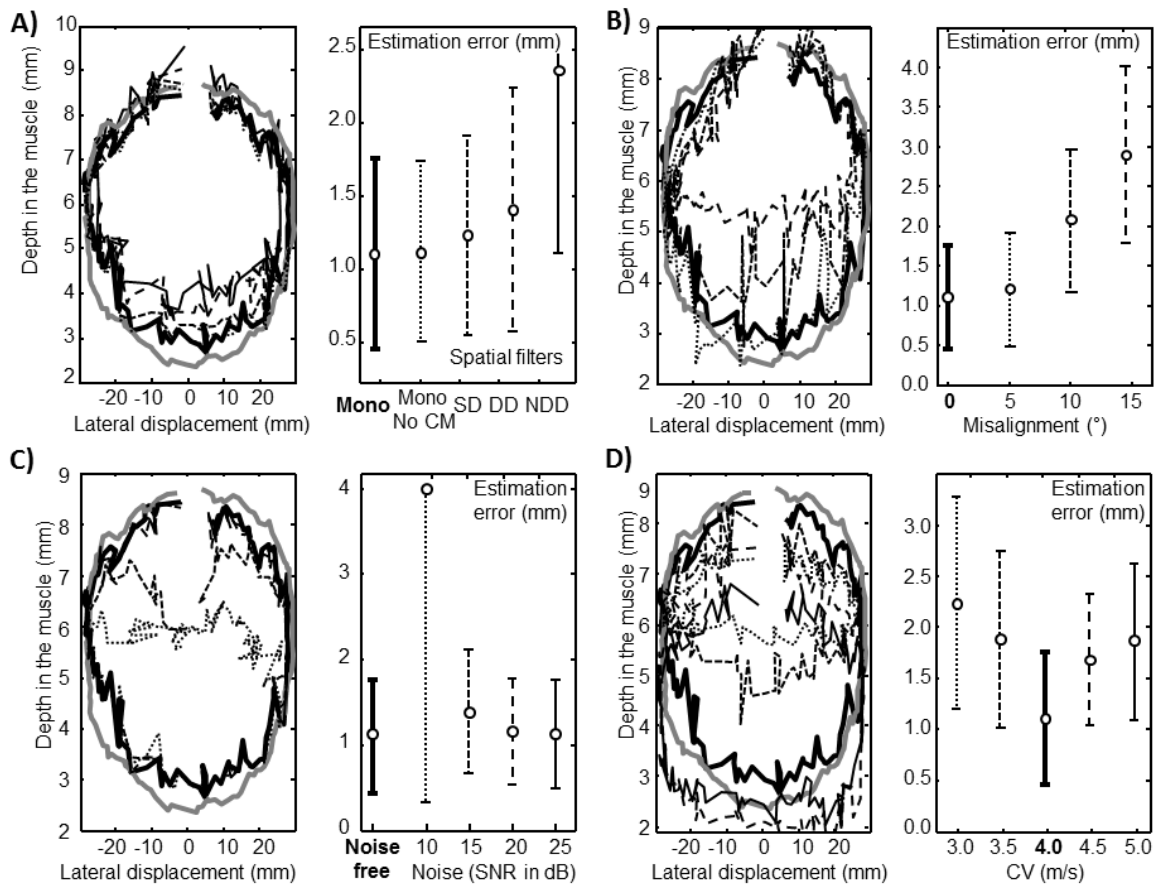 A)
10
9
8
7
6
5
4
3
2
Depth in the muscle (mm)
-20 -10 0 10 20
Lateral displacement (mm)
Estimation error (mm)
2.5
2.0
1.5
1.0
0.5
Spatial filters
Mono Mono SD DD NDD
No CM
B)
9
8
7
6
5
4
3
2
Depth in the muscle (mm)
-20 -10 0 10 20
Lateral displacement (mm)
Estimation error (mm)
4.0
3.5
3.0
2.5
2.0
1.5
1.0
0.5
0.0
0 5 10 15
Misalignment (°)
C)
9
8
7
6
5
4
3
2
Depth in the muscle (mm)
-20 -10 0 10 20
Lateral displacement (mm)
Estimation
error (mm)
4
4
2
1
0
Noise 10 15 20 25
free Noise (SNR in dB)
D)
9
8
7
6
5
4
3
2
Depth in the muscle (mm)
-20 -10 0 10 20
Lateral displacement (mm)
Estimation
error (mm)
3.0
2.5
2.0
1.5
1.0
0.5
0.0
3.0 3.5 4.0 4.5 5.0
CV (m/s)